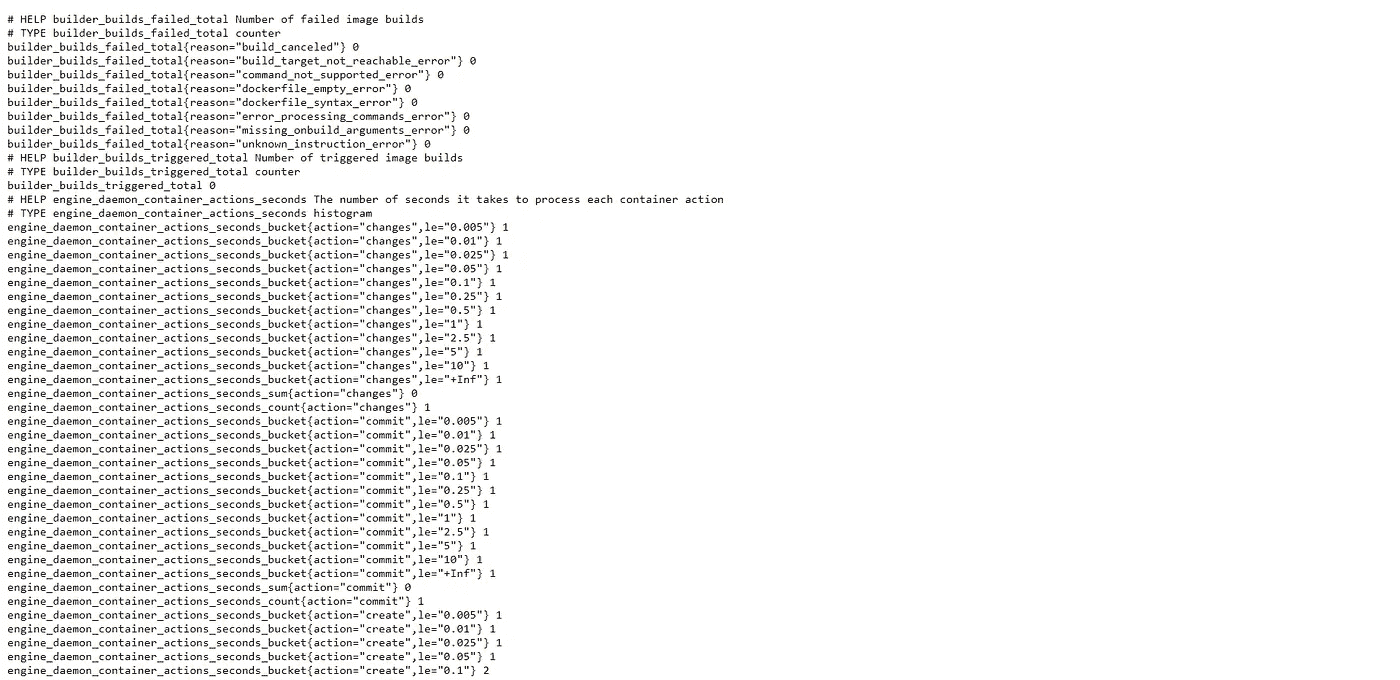 # HELP builder_builds_failed_total Number of failed image builds
# TYPE builder_builds_failed_total counter
builder_builds_failed_total{reason="build_canceled"} 0
builder_builds_failed_total{reason="build_target_not_reachable_error"} 0
builder_builds_failed_total{reason="command_not_supported_error"} 0
builder_builds_failed_total{reason="dockerfile_empty_error"} 0
builder_builds_failed_total{reason="dockerfile_syntax_error"} 0
builder_builds_failed_total{reason="error_processing_commands_error"} 0
builder_builds_failed_total{reason="missing_onbuild_arguments_error"} 0
builder_builds_failed_total{reason="unknown_instruction_error"} 0
# HELP builder_builds_triggered_total Number of triggered image builds
# TYPE builder_builds_triggered_total counter
builder_builds_triggered_total 0
# HELP engine_daemon_container_actions_seconds The number of seconds it takes to process each container action
# TYPE engine_daemon_container_actions_seconds histogram
engine_daemon_container_actions_seconds_bucket{action="changes",le="0.005"} 1
engine_daemon_container_actions_seconds_bucket{action="changes",le="0.01"} 1
engine_daemon_container_actions_seconds_bucket{action="changes",le="0.025"} 1
engine_daemon_container_actions_seconds_bucket{action="changes",le="0.05"} 1
engine_daemon_container_actions_seconds_bucket{action="changes",le="0.1"} 1
engine_daemon_container_actions_seconds_bucket{action="changes",le="0.25"} 1
engine_daemon_container_actions_seconds_bucket{action="changes",le="0.5"} 1
engine_daemon_container_actions_seconds_bucket{action="changes",le="1"} 1
engine_daemon_container_actions_seconds_bucket{action="changes",le="2.5"} 1
engine_daemon_container_actions_seconds_bucket{action="changes",le="5"} 1
engine_daemon_container_actions_seconds_bucket{action="changes",le="10"} 1
engine_daemon_container_actions_seconds_bucket{action="changes",le="+Inf"} 1
engine_daemon_container_actions_seconds_sum{action="changes"} 0
engine_daemon_container_actions_seconds_count{action="changes"} 1
engine_daemon_container_actions_seconds_bucket{action="commit",le="0.005"} 1
engine_daemon_container_actions_seconds_bucket{action="commit",le="0.01"} 1
engine_daemon_container_actions_seconds_bucket{action="commit",le="0.025"} 1
engine_daemon_container_actions_seconds_bucket{action="commit",le="0.05"} 1
engine_daemon_container_actions_seconds_bucket{action="commit",le="0.1"} 1
engine_daemon_container_actions_seconds_bucket{action="commit",le="0.25"} 1
engine_daemon_container_actions_seconds_bucket{action="commit",le="0.5"} 1
engine_daemon_container_actions_seconds_bucket{action="commit",le="1"} 1
engine_daemon_container_actions_seconds_bucket{action="commit",le="2.5"} 1
engine_daemon_container_actions_seconds_bucket{action="commit",le="5"} 1
engine_daemon_container_actions_seconds_bucket{action="commit",le="10"} 1
engine_daemon_container_actions_seconds_bucket{action="commit",le="+Inf"} 1
engine_daemon_container_actions_seconds_sum{action="commit"} 0
engine_daemon_container_actions_seconds_count{action="commit"} 1
engine_daemon_container_actions_seconds_bucket{action="create",le="0.005"} 1
engine_daemon_container_actions_seconds_bucket{action="create",le="0.01"} 1
engine_daemon_container_actions_seconds_bucket{action="create",le="0.025"} 1
engine_daemon_container_actions_seconds_bucket{action="create",le="0.05"} 1
engine_daemon_container_actions_seconds_bucket{action="create",le="0.1"} 2